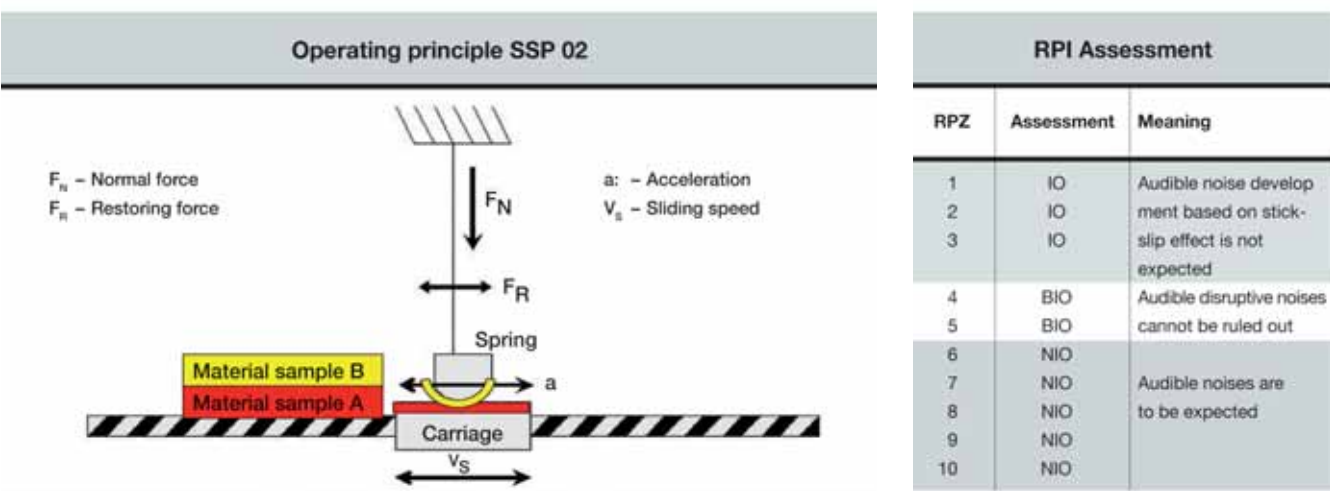 Operating principle SSP 02
F_N – Normal force
F_R – Restoring force
a: – Acceleration
V_S – Sliding speed
F_N
F_R
Spring
a
Material sample B
Material sample A
Carriage
v_S
RPI Assessment
RPZ Assessment Meaning
1 IO Audible noise develop
2 IO ment based on stick-
3 IO slip effect is not
expected
4 BIO Audible disruptive noises
5 BIO cannot be ruled out
6 NIO
7 NIO Audible noises are
8 NIO to be expected
9 NIO
10 NIO